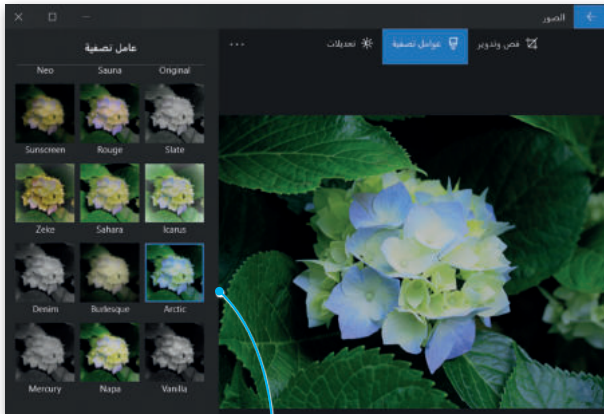 الصور
قص وتدوير
عوامل تصفية
تعديلات
عامل تصفية
Neo Sauna Original
Sunscreen Rouge Slate
Zeke Sahara Icarus
Denim Burlesque Arctic
Mercury Napa Vanilla